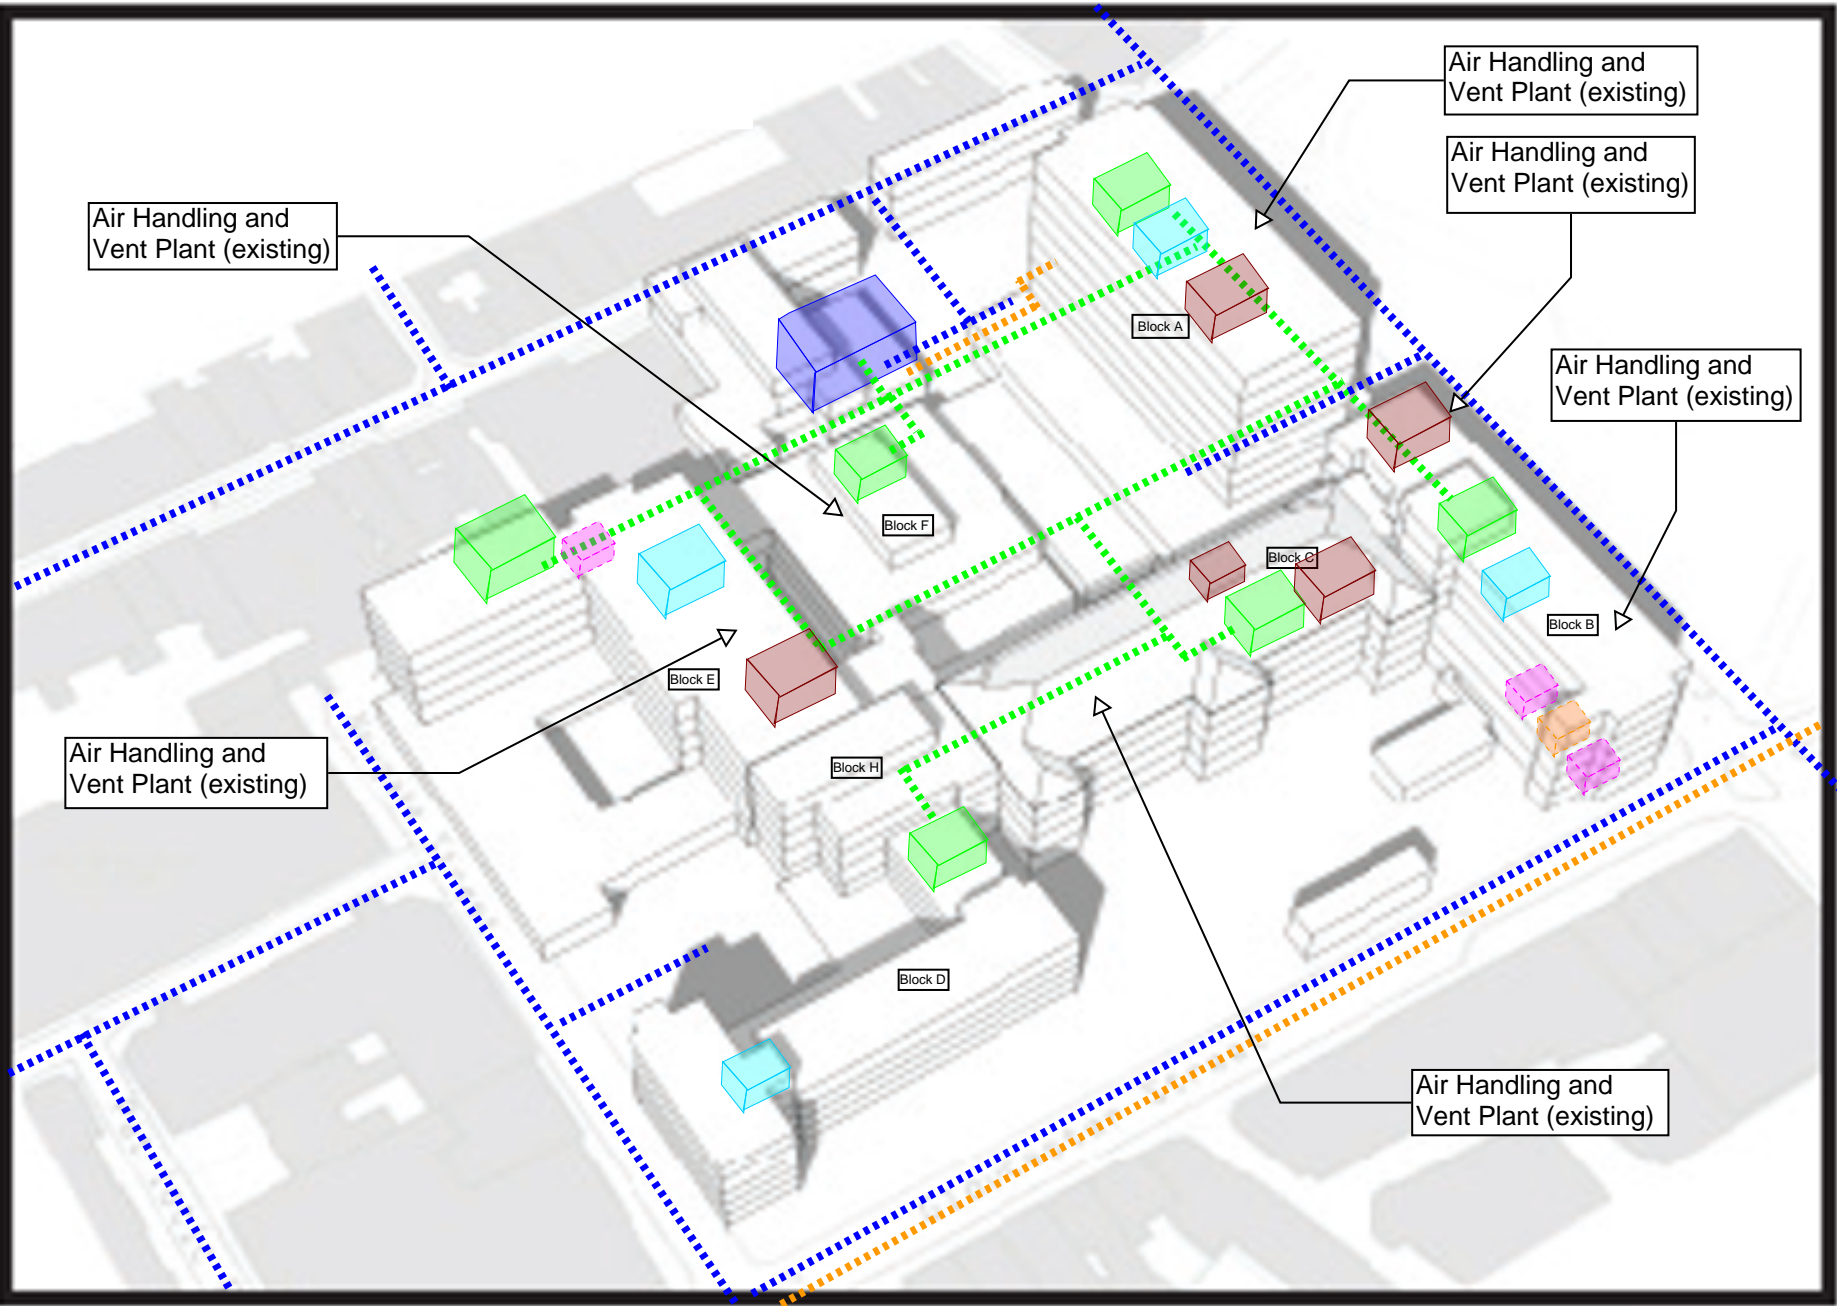 Air Handling and
Vent Plant (existing)
Air Handling and
Vent Plant (existing)
Air Handling and
Vent Plant (existing)
Block A
Air Handling and
Vent Plant (existing)
Block F
Block C
Block B
Block E
Air Handling and
Vent Plant (existing)
Block H
Block D
Air Handling and
Vent Plant (existing)